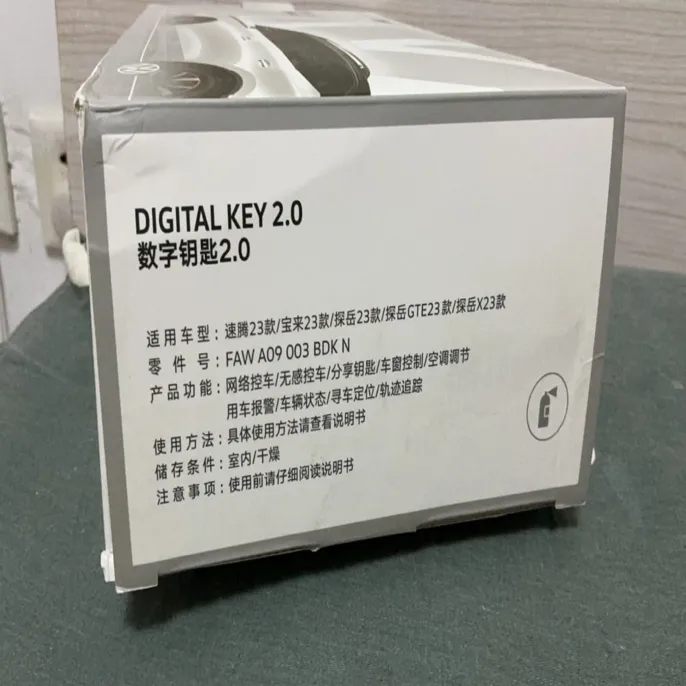 DIGITAL KEY 2.0
数字钥匙2.0
适用车型：速腾23款/宝来23款/探岳23款/探岳GTE23款/探岳X23款
零件号：FAW A09 003 BDK N
产品功能：网络控车/无感控车/分享钥匙/车窗控制/空调调节
用车报警/车辆状态/寻车定位/轨迹追踪
使用方法：具体使用方法请查看说明书
储存条件：室内/干燥
注意事项：使用前请仔细阅读说明书